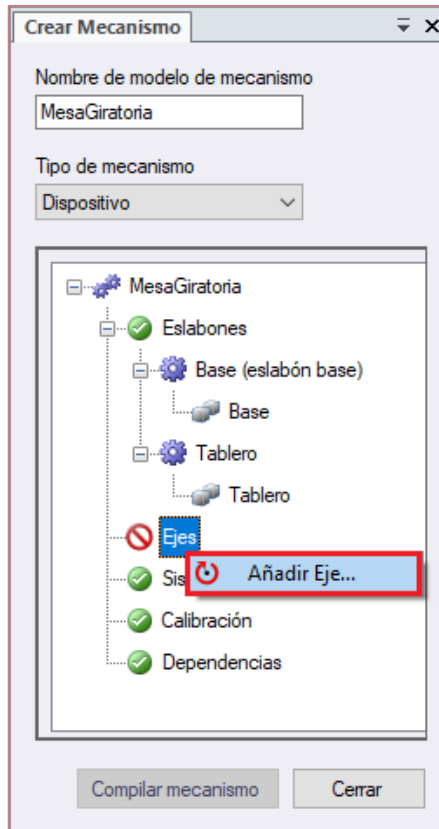 Crear Mecanismo
Nombre de modelo de mecanismo
MesaGiratoria
Tipo de mecanismo
Dispositivo
MesaGiratoria
Eslabones
Base (eslabón base)
Base
Tablero
Tablero
Ejes
Añadir Eje...
Calibración
Dependencias
Compilar mecanismo
Cerrar